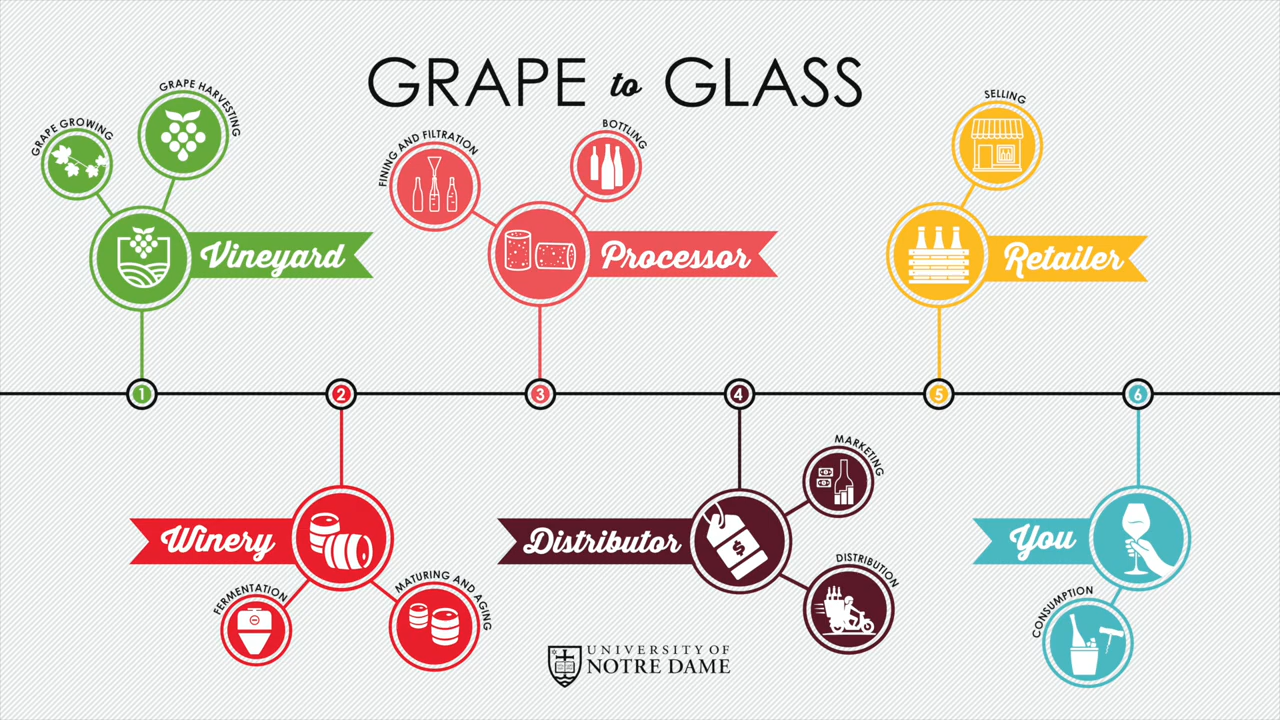 GRAPE to GLASS
GRAPE GROWING
GRAPE HARVESTING
Vineyard
FINING AND FILTRATION
BOTTLING
Processor
SELLING
Retailer
1
2
3
4
5
6
Winery
FERMENTATION
MATURING AND AGING
Distributor
$
MARKETING
DISTRIBUTION
You
CONSUMPTION
UNIVERSITY OF
NOTRE DAME